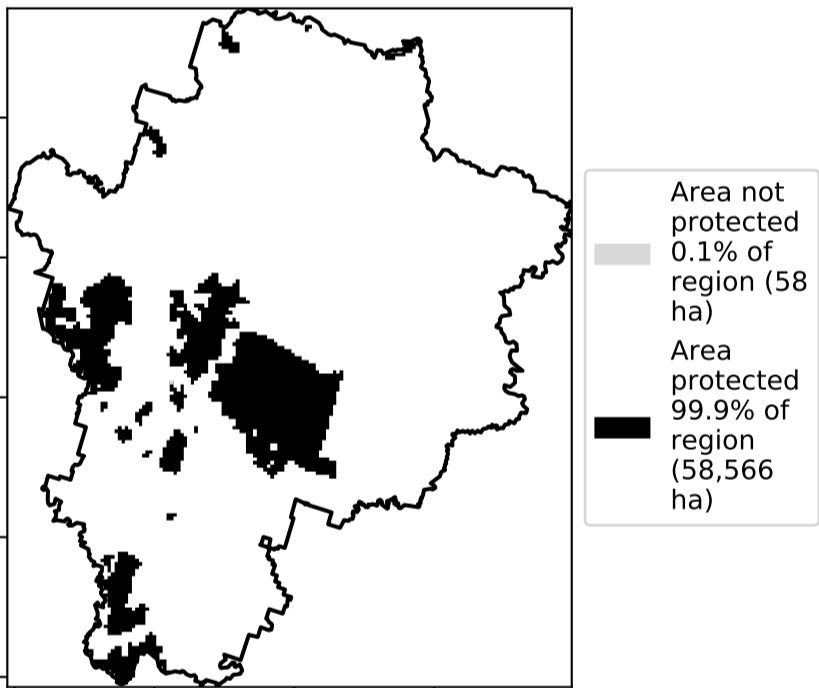 Area not
protected
0.1% of
region (58
ha)
Area
protected
99.9% of
region
(58,566
ha)